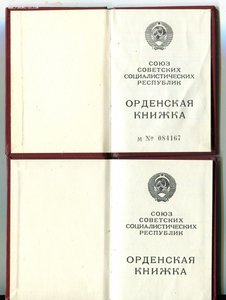 СОЮЗ
СОВЕТСКИХ
СОЦИАЛИСТИЧЕСКИХ
РЕСПУБЛИК
ОРДЕНСКАЯ
КНИЖКА
М № 084167
СОЮЗ
СОВЕТСКИХ
СОЦИАЛИСТИЧЕСКИХ
РЕСПУБЛИК
ОРДЕНСКАЯ
КНИЖКА